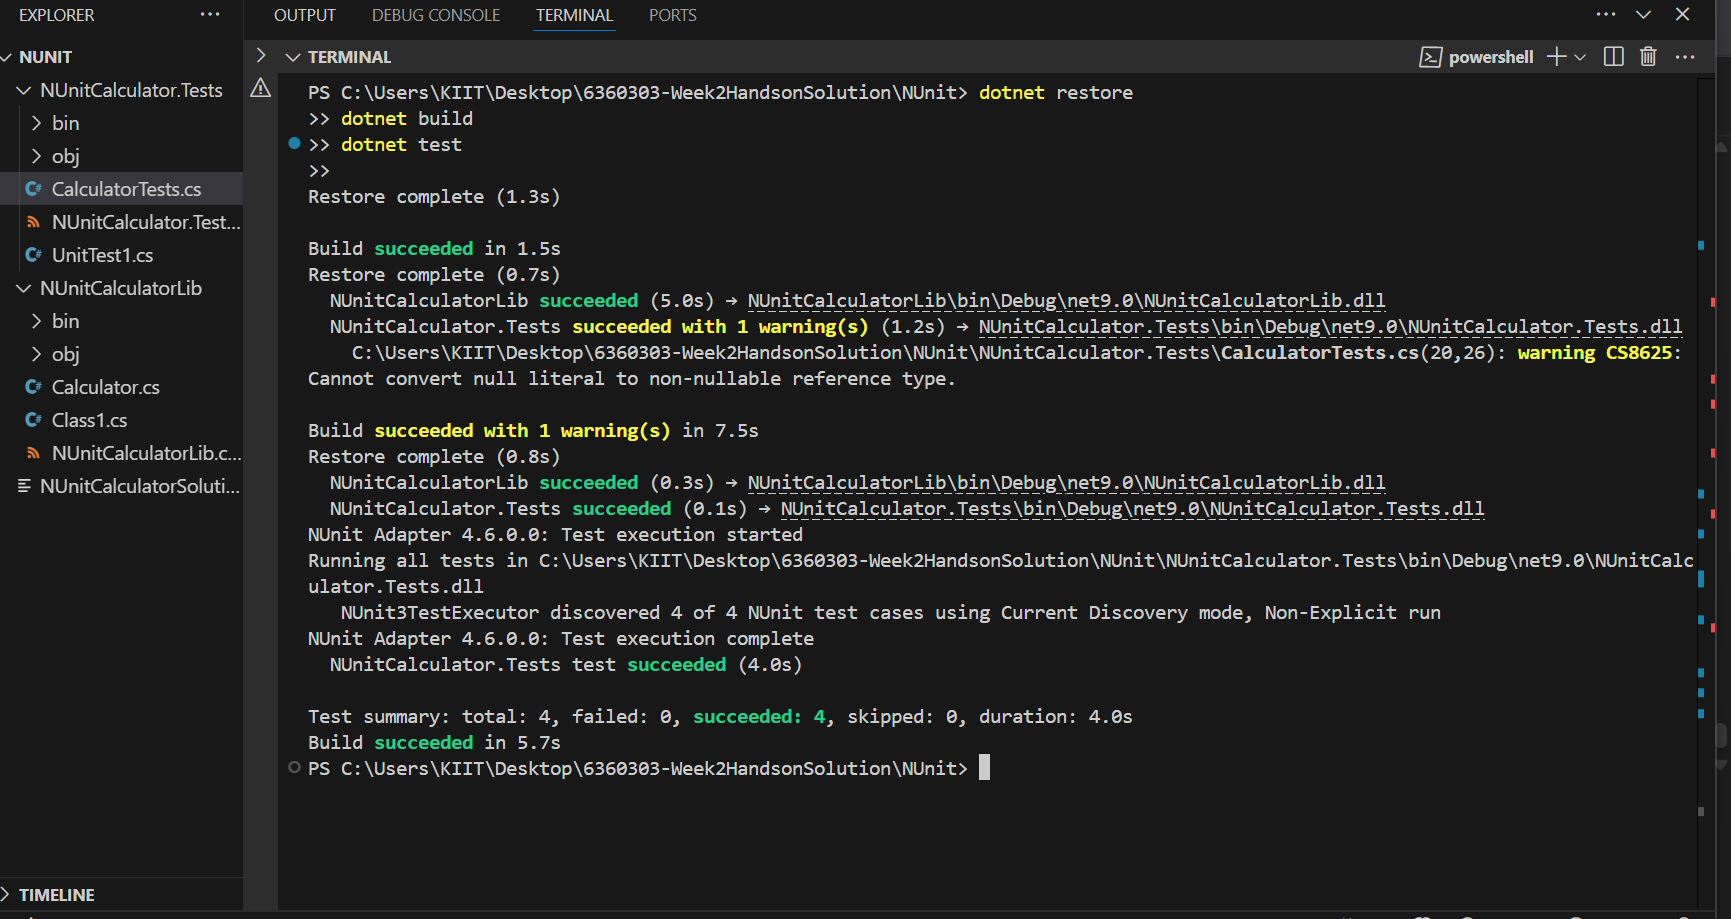 EXPLORER
NUNIT
NUnitCalculator.Tests
bin
obj
CalculatorTests.cs
NUnitCalculator.Test...
UnitTest1.cs
NUnitCalculatorLib
bin
obj
Calculator.cs
Class1.cs
NUnitCalculatorLib.c...
NUnitCalculatorSoluti...
TIMELINE
OUTPUT DEBUG CONSOLE TERMINAL PORTS
TERMINAL
powershell
PS C:\Users\KIIT\Desktop\6360303-Week2HandsonSolution\NUnit> dotnet restore
>> dotnet build
>> dotnet test
>>
Restore complete (1.3s)
Build succeeded in 1.5s
Restore complete (0.7s)
NUnitCalculatorLib succeeded (5.0s) → NUnitCalculatorLib\bin\Debug\net9.0\NUnitCalculatorLib.dll
NUnitCalculator.Tests succeeded with 1 warning(s) (1.2s) → NUnitCalculator.Tests\bin\Debug\net9.0\NUnitCalculator.Tests.dll
C:\Users\KIIT\Desktop\6360303-Week2HandsonSolution\NUnit\NUnitCalculator.Tests\CalculatorTests.cs(20,26): warning CS8625:
Cannot convert null literal to non-nullable reference type.
Build succeeded with 1 warning(s) in 7.5s
Restore complete (0.8s)
NUnitCalculatorLib succeeded (0.3s) → NUnitCalculatorLib\bin\Debug\net9.0\NUnitCalculatorLib.dll
NUnitCalculator.Tests succeeded (0.1s) → NUnitCalculator.Tests\bin\Debug\net9.0\NUnitCalculator.Tests.dll
NUnit Adapter 4.6.0.0: Test execution started
Running all tests in C:\Users\KIIT\Desktop\6360303-Week2HandsonSolution\NUnit\NUnitCalculator.Tests\bin\Debug\net9.0\NUnitCalc
ulator.Tests.dll
NUnit3TestExecutor discovered 4 of 4 NUnit test cases using Current Discovery mode, Non-Explicit run
NUnit Adapter 4.6.0.0: Test execution complete
NUnitCalculator.Tests test succeeded (4.0s)
Test summary: total: 4, failed: 0, succeeded: 4, skipped: 0, duration: 4.0s
Build succeeded in 5.7s
PS C:\Users\KIIT\Desktop\6360303-Week2HandsonSolution\NUnit>